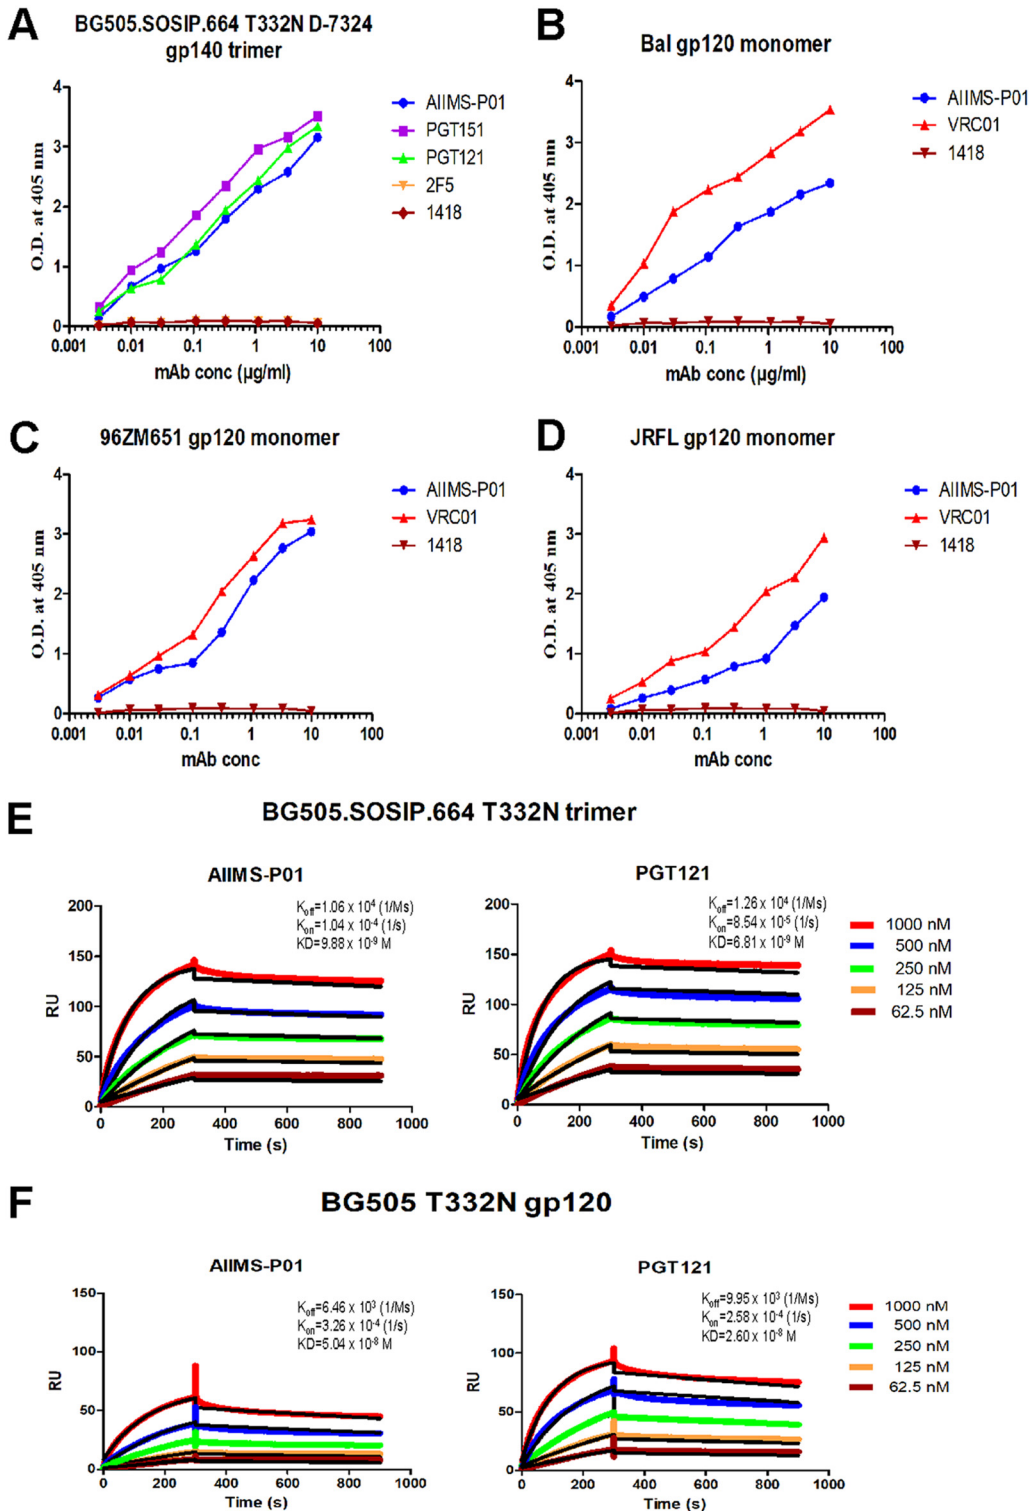 A
BG505.SOSIP.664 T332N D-7324
gp140 trimer
O.D. at 405 nm
4
3
2
1
0
0.001 0.01 0.1 1 10 100
mAb conc (µg/ml)
AIIMS-P01
PGT151
PGT121
2F5
1418
B
Bal gp120 monomer
O.D. at 405 nm
4
3
2
1
0
0.001 0.01 0.1 1 10 100
mAb conc (µg/ml)
AIIMS-P01
VRC01
1418
C
96ZM651 gp120 monomer
O.D. at 405 nm
4
3
2
1
0
0.001 0.01 0.1 1 10 100
mAb conc
AIIMS-P01
VRC01
1418
D
JRFL gp120 monomer
O.D. at 405 nm
4
3
2
1
0
0.001 0.01 0.1 1 10 100
mAb conc
AIIMS-P01
VRC01
1418
E
BG505.SOSIP.664 T332N trimer
AIIMS-P01
Koff=1.06 x 10⁴ (1/Ms)
Kon=1.04 x 10⁻⁴ (1/s)
KD=9.88 x 10⁻⁹ M
RU
200
150
100
50
0
0 200 400 600 800 1000
Time (s)
PGT121
Koff=1.26 x 10⁴ (1/Ms)
Kon=8.54 x 10⁻⁵ (1/s)
KD=6.81 x 10⁻⁹ M
RU
200
150
100
50
0
0 200 400 600 800 1000
Time (s)
1000 nM
500 nM
250 nM
125 nM
62.5 nM
F
BG505 T332N gp120
AIIMS-P01
Koff=6.46 x 10³ (1/Ms)
Kon=3.26 x 10⁻⁴ (1/s)
KD=5.04 x 10⁻⁸ M
RU
150
100
50
0
0 200 400 600 800 1000
Time (s)
PGT121
Koff=9.95 x 10³ (1/Ms)
Kon=2.58 x 10⁻⁴ (1/s)
KD=2.60 x 10⁻⁸ M
RU
150
100
50
0
0 200 400 600 800 1000
Time (s)
1000 nM
500 nM
250 nM
125 nM
62.5 nM